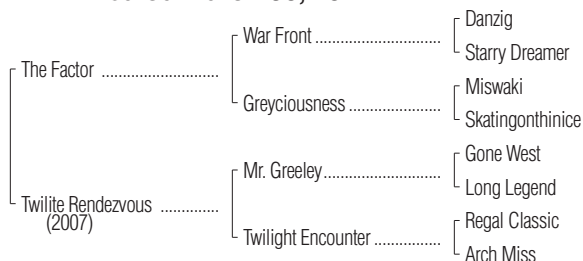 Danzig
War Front
Starry Dreamer
The Factor
Miswaki
Greyciousness
Skatingonthinice
Gone West
Mr. Greeley
Long Legend
Twilite Rendezvous
(2007)
Regal Classic
Twilight Encounter
Arch Miss